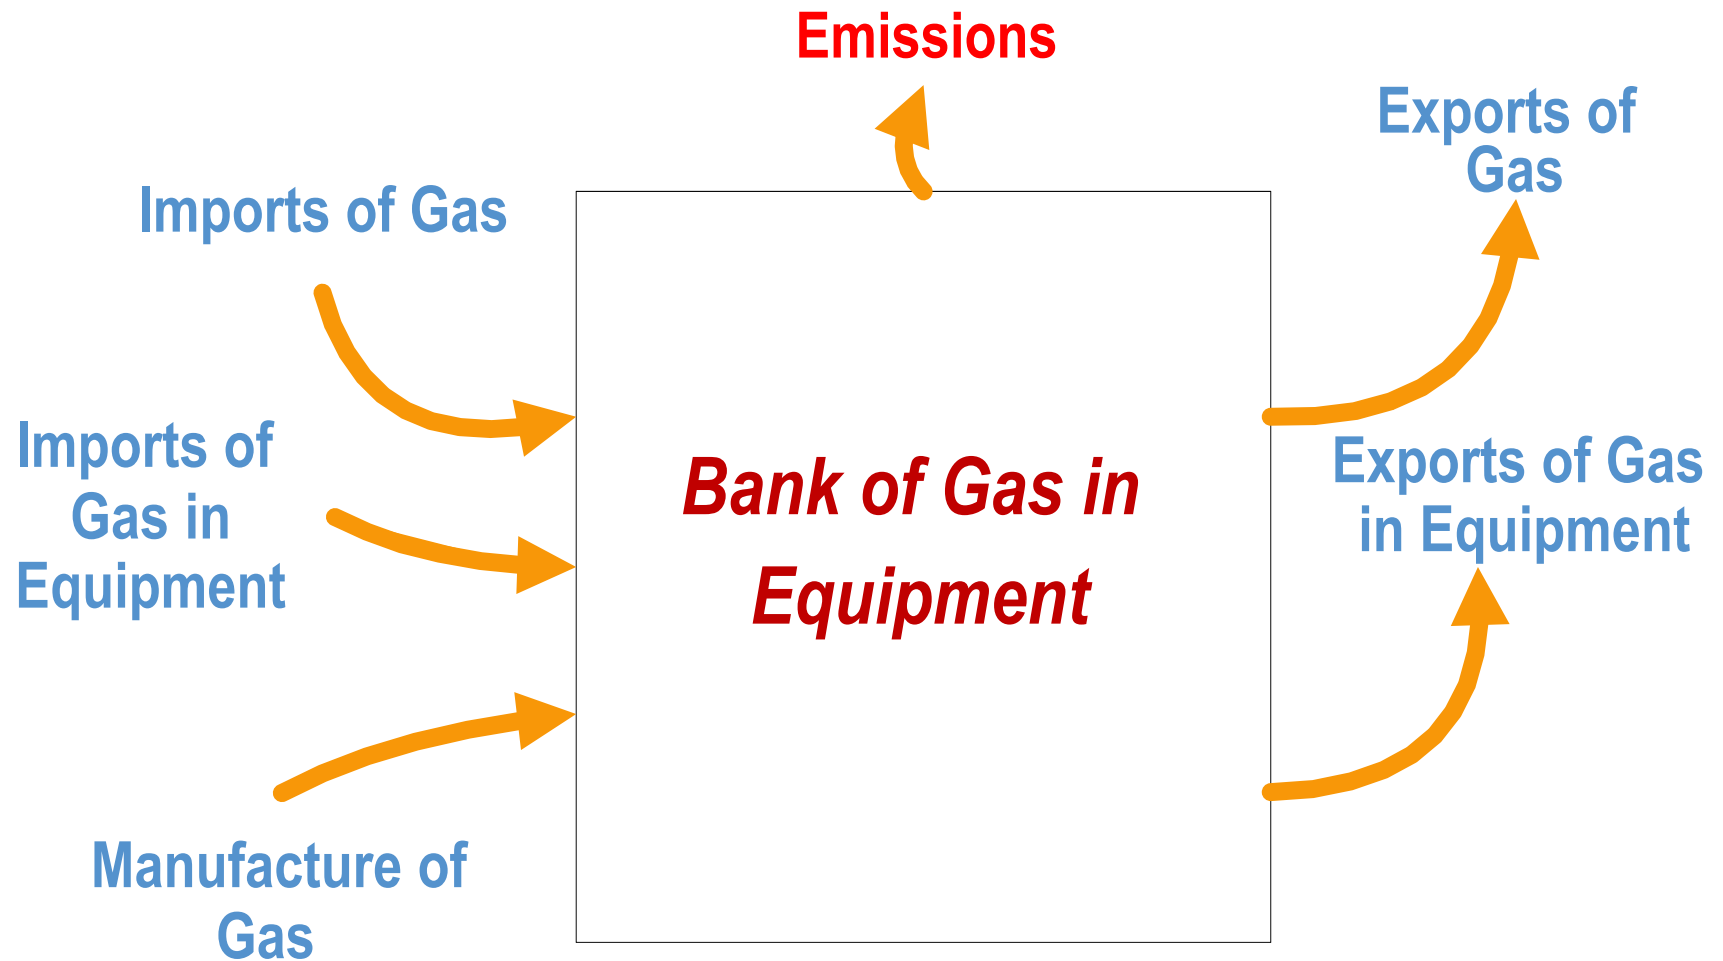 Emissions
Exports of
Gas
Imports of Gas
Imports of
Gas in
Equipment
Bank of Gas in
Equipment
Exports of Gas
in Equipment
Manufacture of
Gas